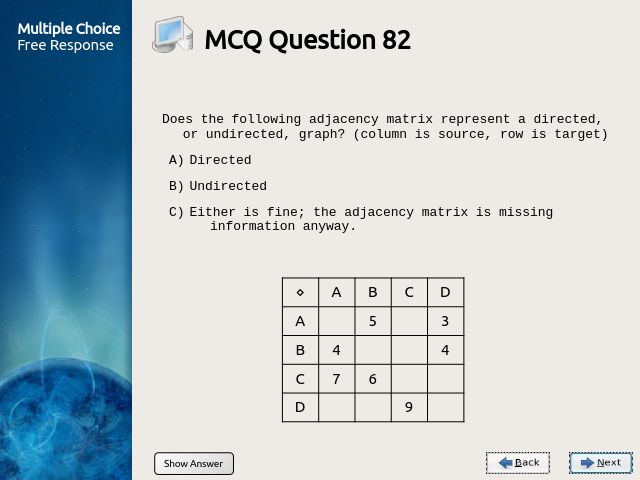 Multiple Choice
Free Response
MCQ Question 82
Does the following adjacency matrix represent a directed,
or undirected, graph? (column is source, row is target)
A) Directed
B) Undirected
C) Either is fine; the adjacency matrix is missing
information anyway.
⋄ A B C D
A 5 3
B 4 4
C 7 6
D 9
Show Answer
Back
Next